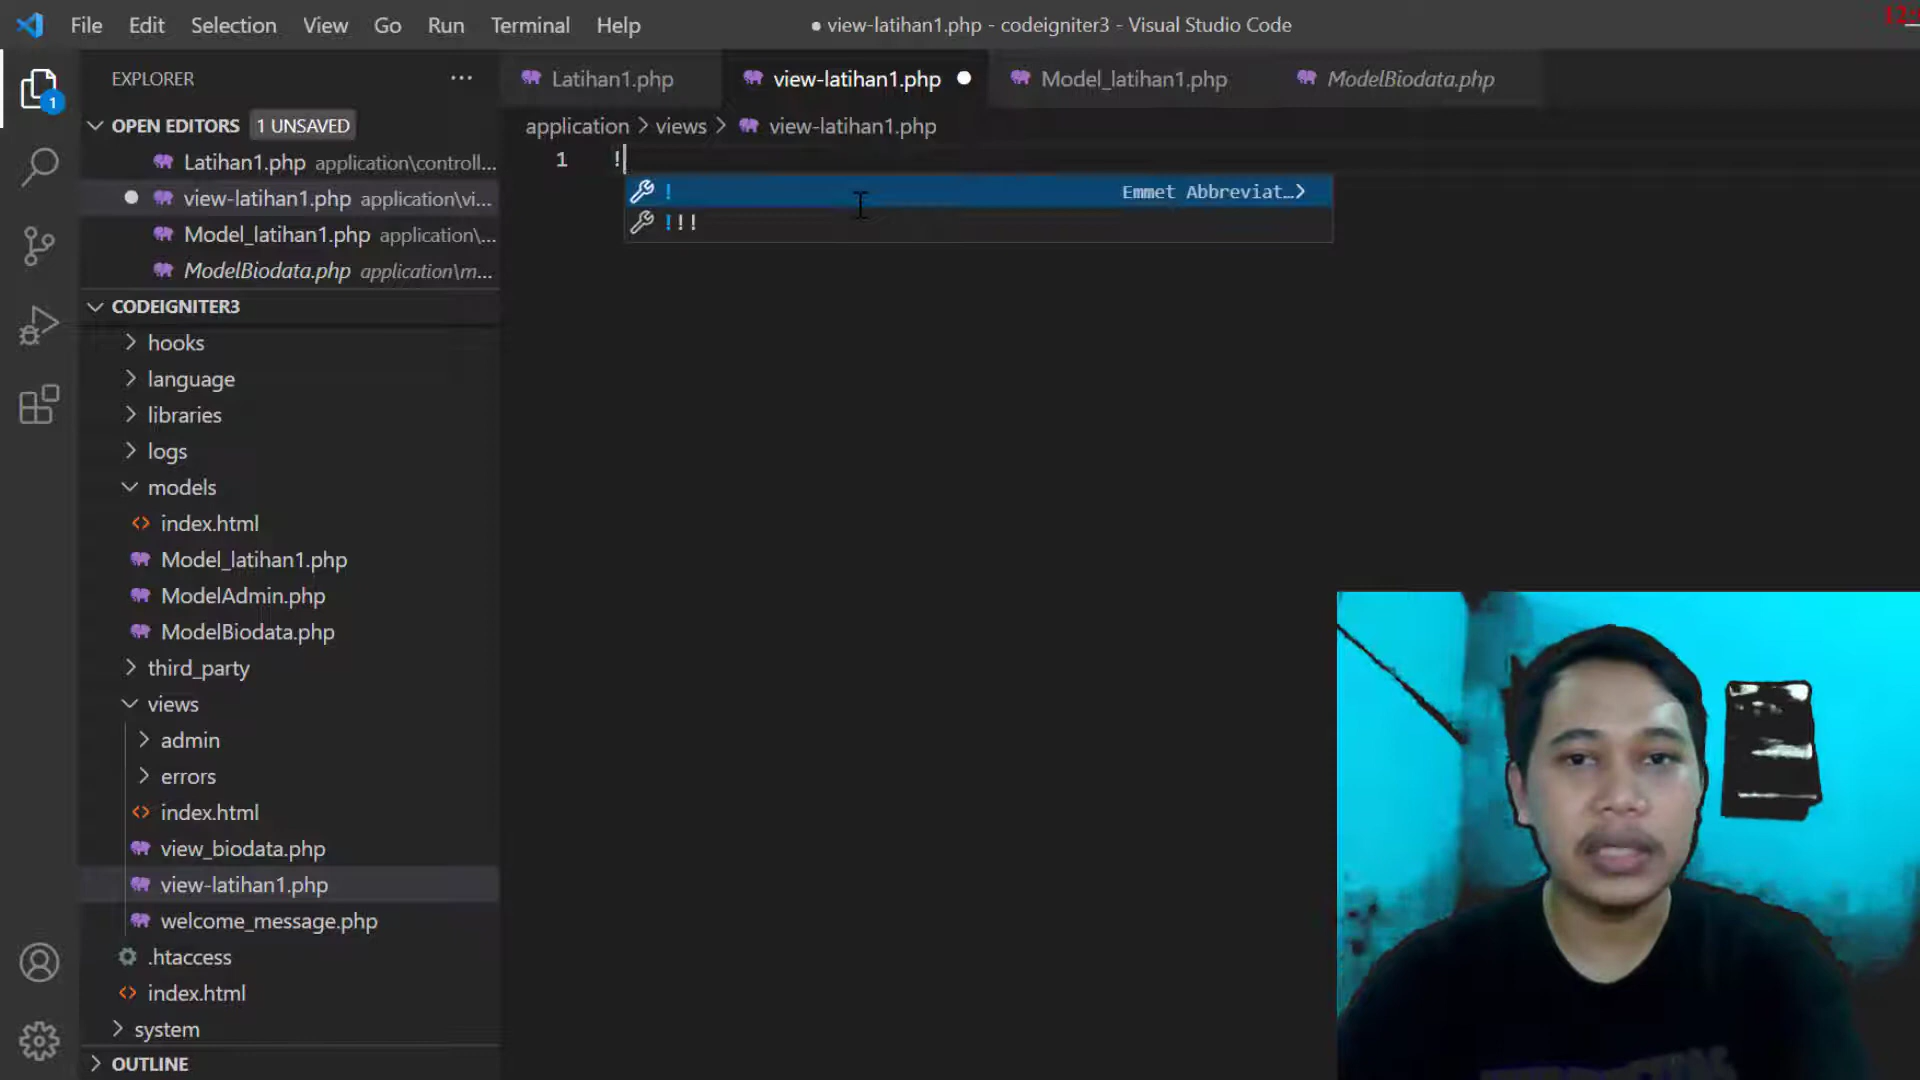 File Edit Selection View Go Run Terminal Help
view-latihan1.php - codeigniter3 - Visual Studio Code
EXPLORER
1
OPEN EDITORS 1 UNSAVED
Latihan1.php application\controll...
view-latihan1.php application\vi...
Model_latihan1.php application\...
ModelBiodata.php application\m...
CODEIGNITER3
hooks
language
libraries
logs
models
index.html
Model_latihan1.php
ModelAdmin.php
ModelBiodata.php
third_party
views
admin
errors
index.html
view_biodata.php
view-latihan1.php
welcome_message.php
.htaccess
index.html
system
OUTLINE
Latihan1.php view-latihan1.php Model_latihan1.php ModelBiodata.php
application > views > view-latihan1.php
1 !
! Emmet Abbreviat...
!!!